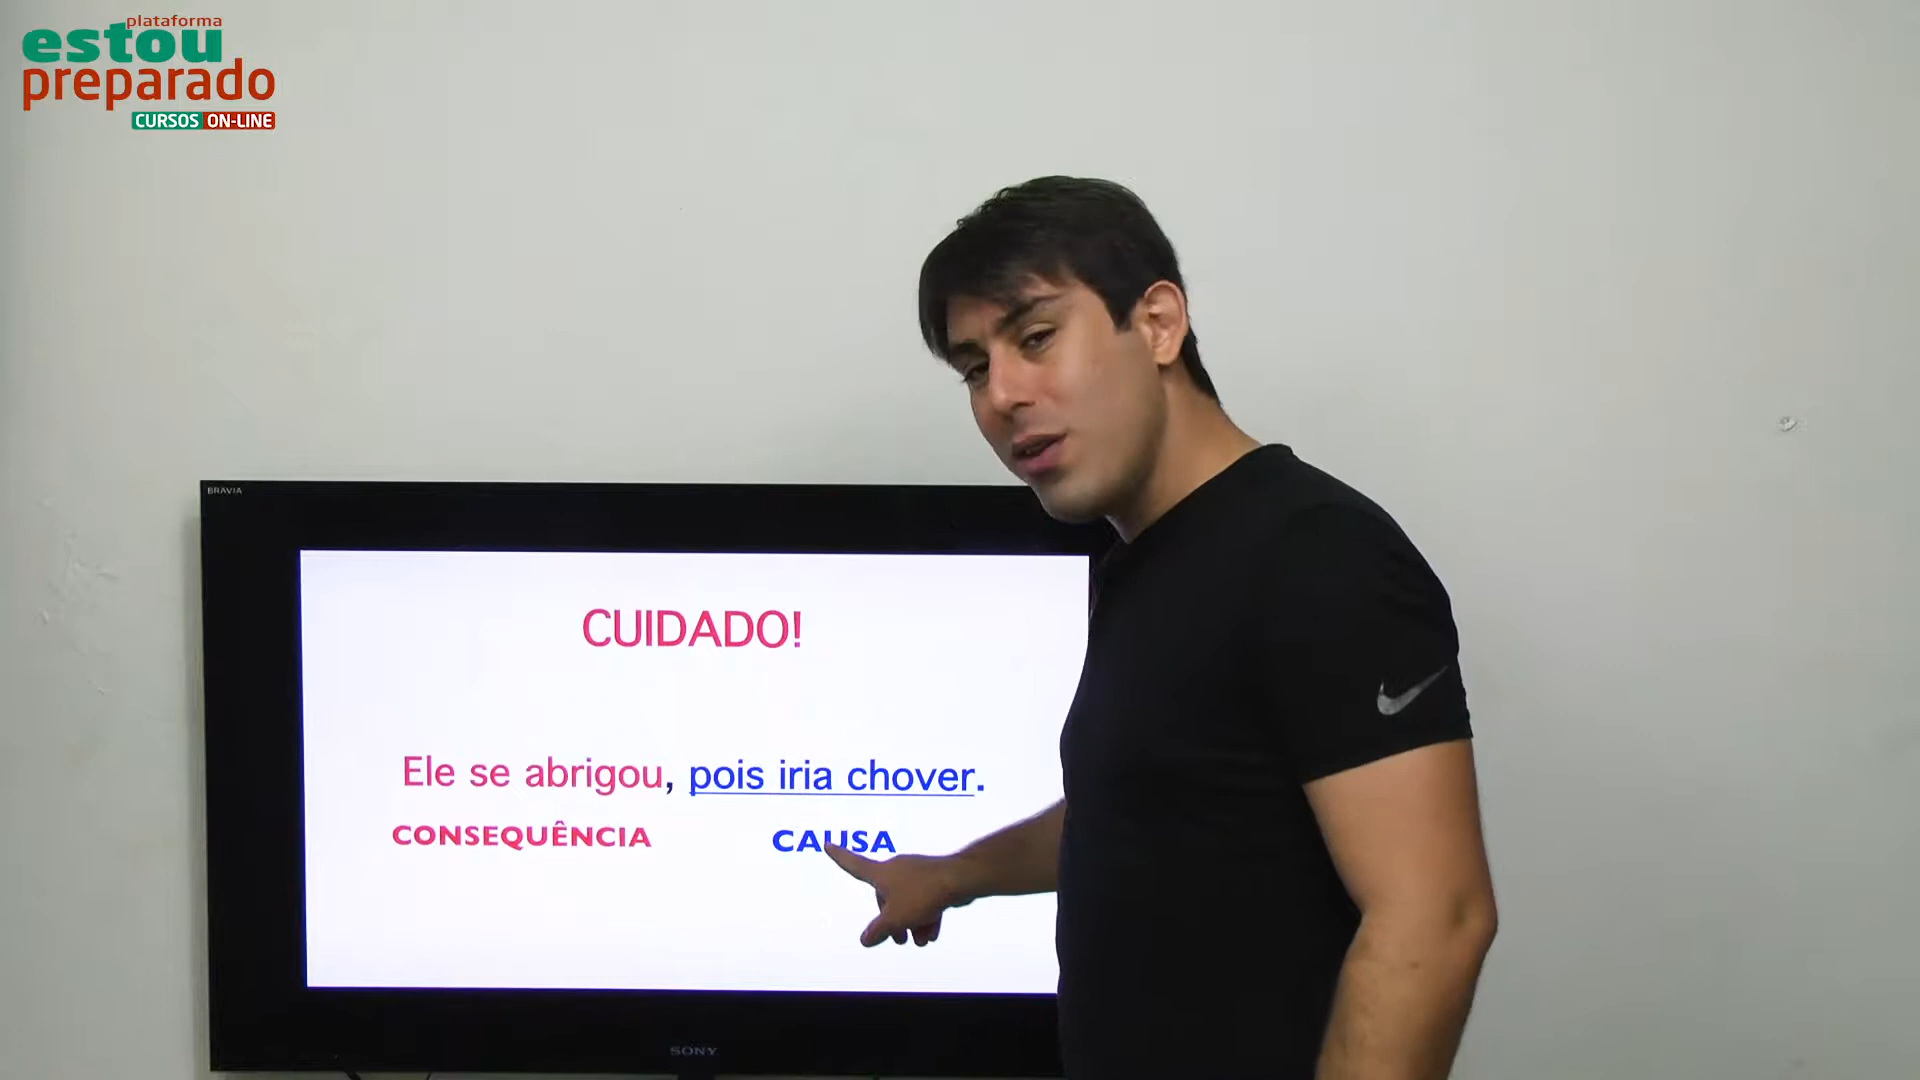 plataforma
estou
preparado
CURSOS ON-LINE
BRAVIA
CUIDADO!
Ele se abrigou, pois iria chover.
CONSEQUÊNCIA CAUSA
SONY